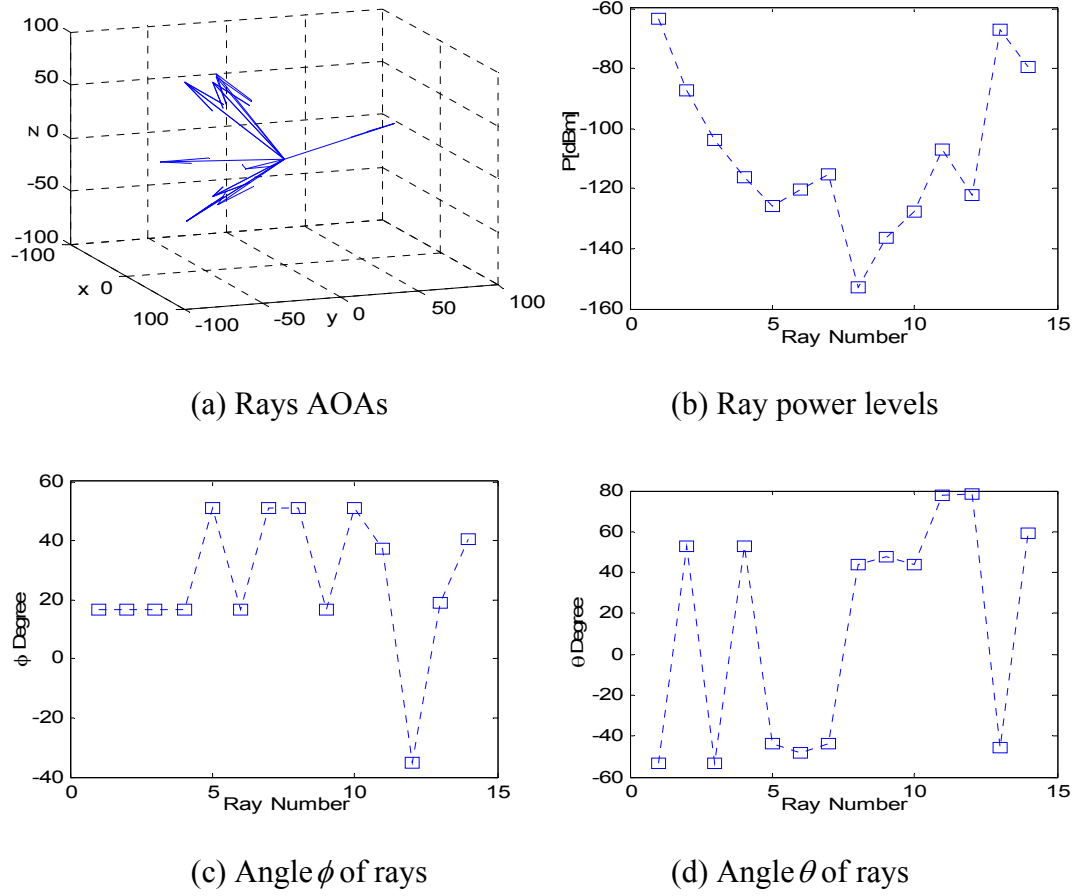 100
50
0
-50
-100
z
-100
0
100
x
-100
-50
0
50
100
y
(a) Rays AOAs
-60
-80
-100
-120
-140
-160
P[dBm]
0 5 10 15
Ray Number
(b) Ray power levels
60
40
20
0
-20
-40
ϕ Degree
0 5 10 15
Ray Number
(c) Angle ϕ of rays
80
60
40
20
0
-20
-40
-60
θ Degree
0 5 10 15
Ray Number
(d) Angle θ of rays